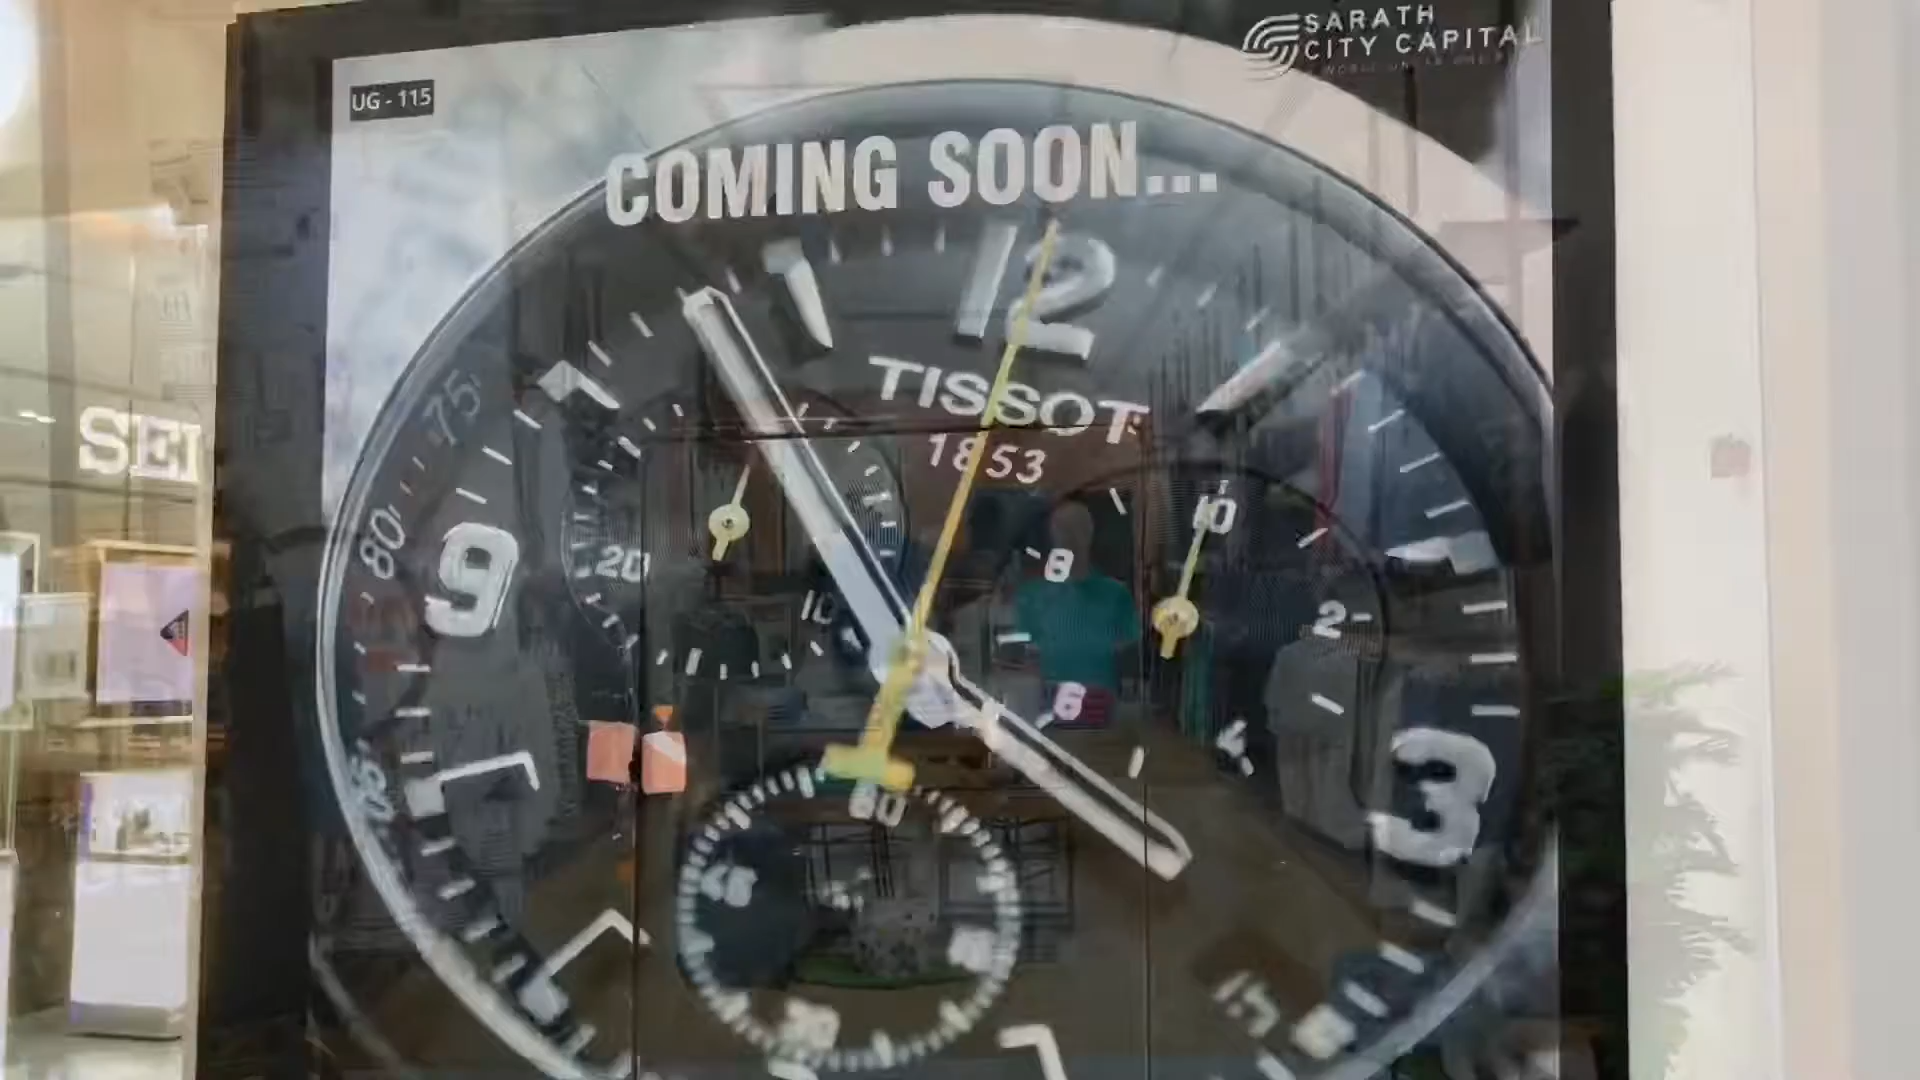 SARATH
CITY CAPITAL
UG - 115
COMING SOON...
12
TISSOT
1853
75
80
9
20
10
10
8
2
6
4
3
60
SEI